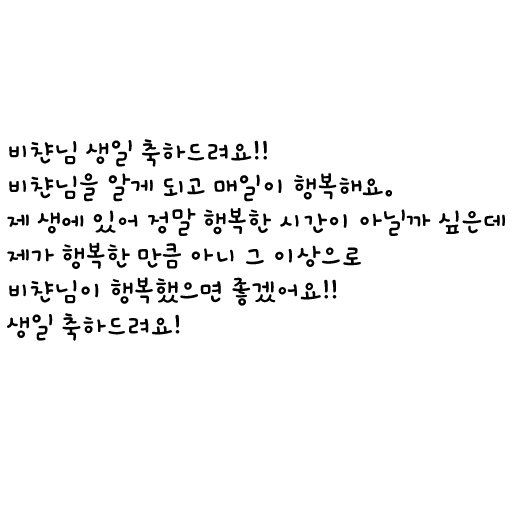 비챤님 생일 축하드려요!!
비챤님을 알게 되고 매일이 행복해요.
제 생에 있어 정말 행복한 시간이 아닐까 싶은데
제가 행복한 만큼 아니 그 이상으로
비챤님이 행복했으면 좋겠어요!!
생일 축하드려요!